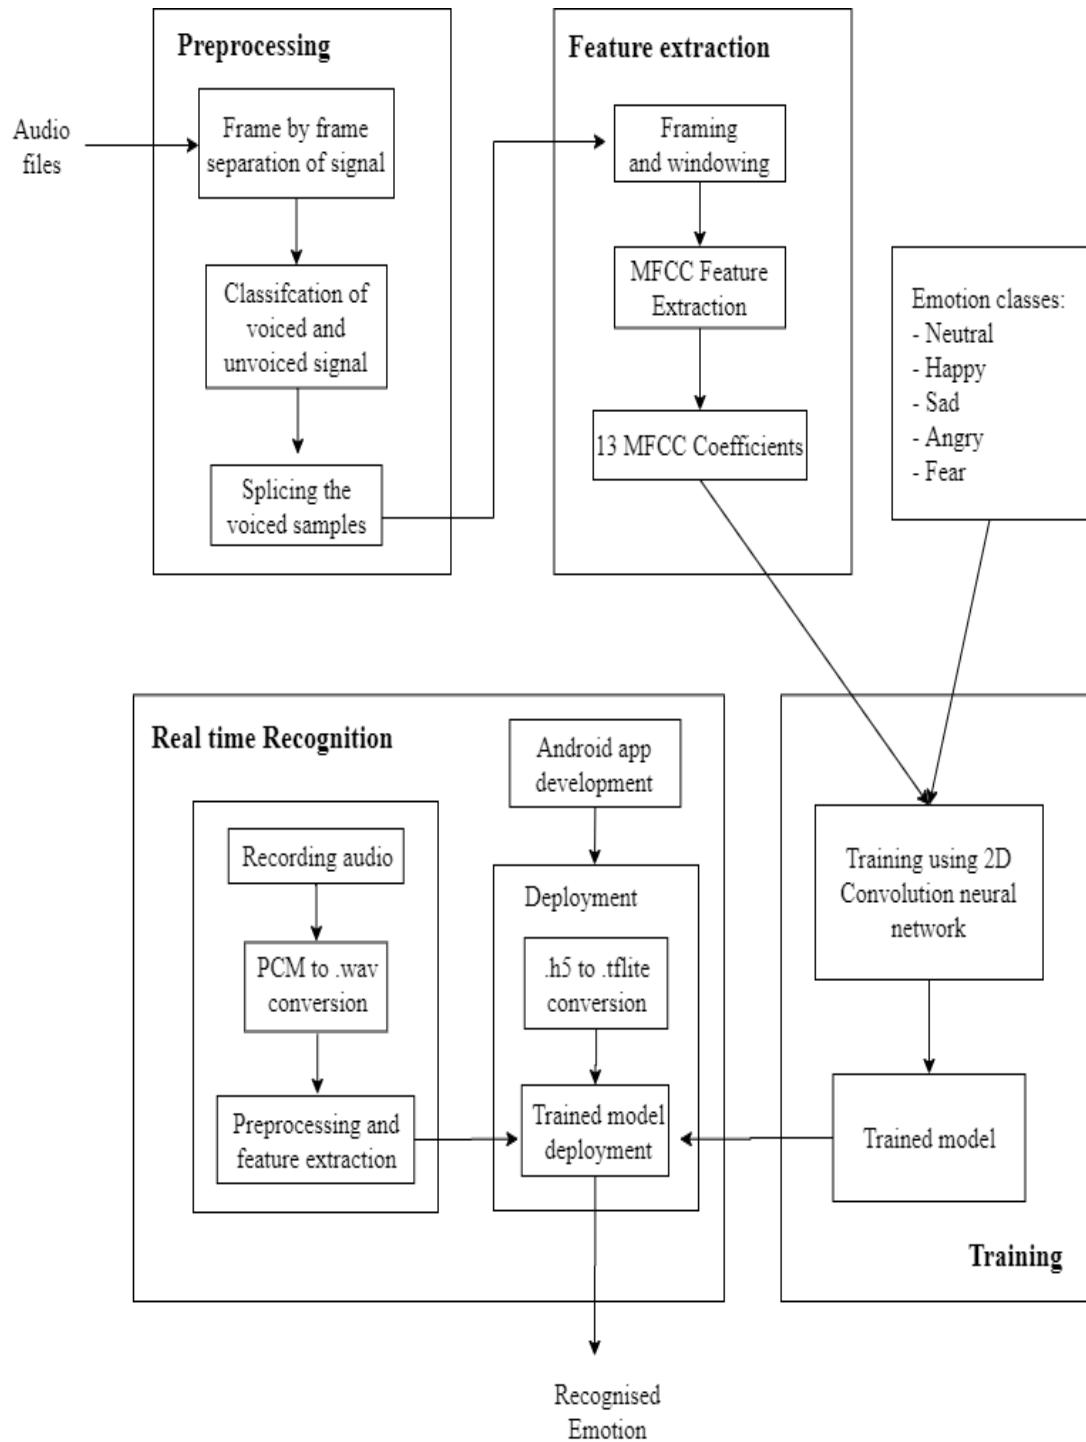 Preprocessing
Audio
files
Frame by frame
separation of signal
Classifcation of
voiced and
unvoiced signal
Splicing the
voiced samples
Feature extraction
Framing
and windowing
MFCC Feature
Extraction
13 MFCC Coefficients
Emotion classes:
- Neutral
- Happy
- Sad
- Angry
- Fear
Real time Recognition
Recording audio
PCM to .wav
conversion
Preprocessing and
feature extraction
Android app
development
Deployment
.h5 to .tflite
conversion
Trained model
deployment
Training using 2D
Convolution neural
network
Trained model
Training
Recognised
Emotion